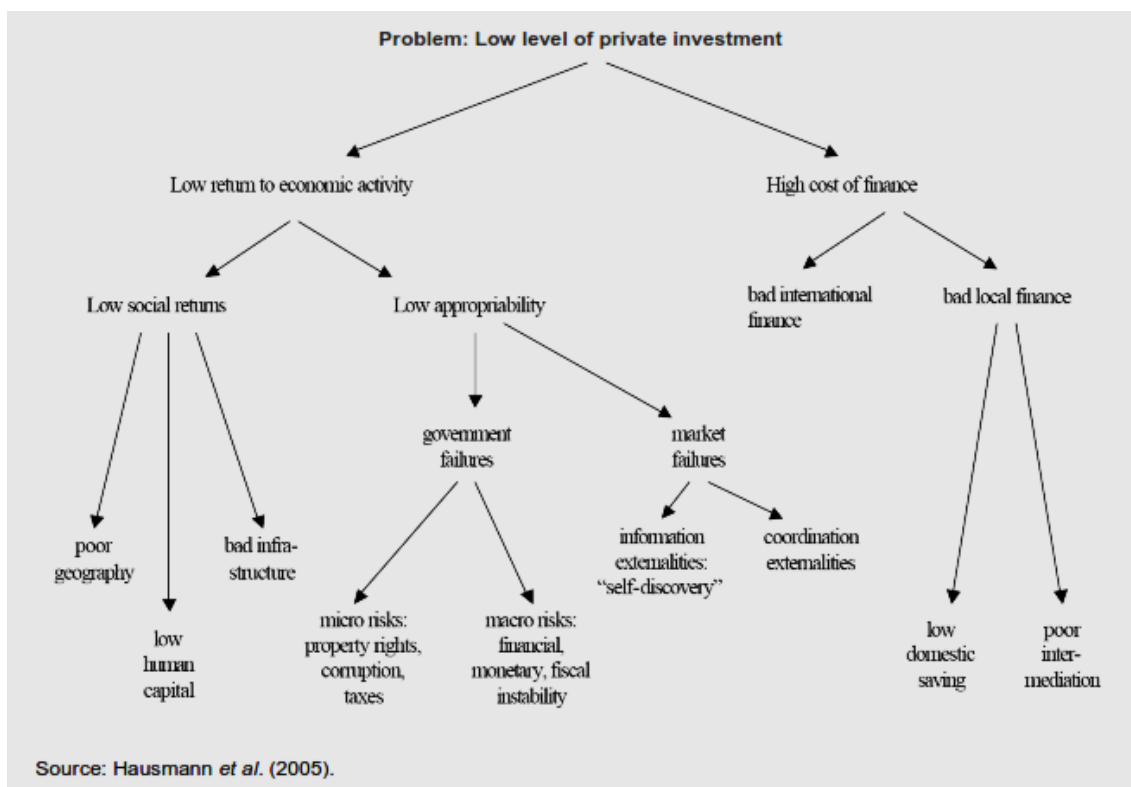 Problem: Low level of private investment
Low return to economic activity
High cost of finance
Low social returns
Low appropriability
bad international
finance
bad local finance
government
failures
market
failures
poor
geography
bad infra-
structure
information
externalities:
“self-discovery”
coordination
externalities
low
human
capital
micro risks:
property rights,
corruption,
taxes
macro risks:
financial,
monetary, fiscal
instability
low
domestic
saving
poor
inter-
mediation
Source: Hausmann et al. (2005).